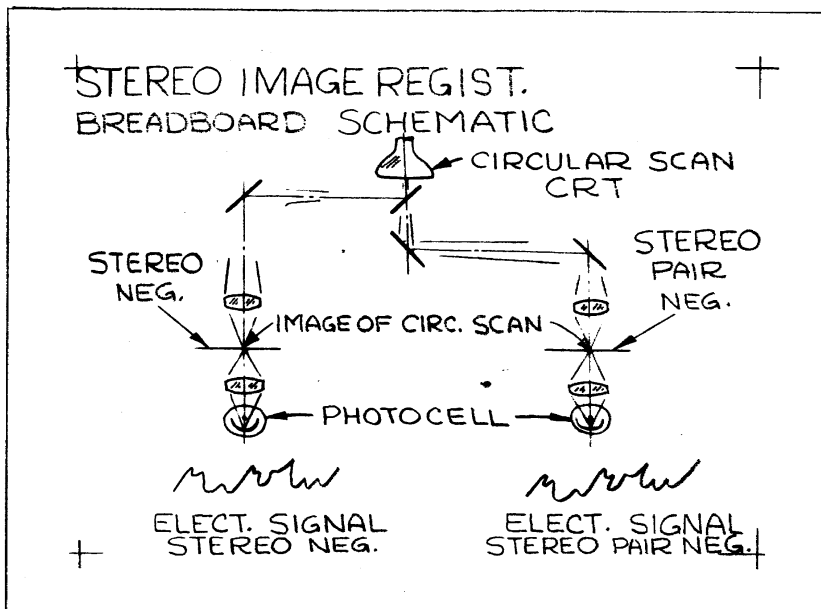 STEREO IMAGE REGIST.
BREADBOARD SCHEMATIC
CIRCULAR SCAN
CRT
STEREO
NEG.
STEREO
PAIR
NEG.
IMAGE OF CIRC. SCAN
PHOTOCELL
ELECT. SIGNAL
STEREO NEG.
ELECT. SIGNAL
STEREO PAIR NEG.